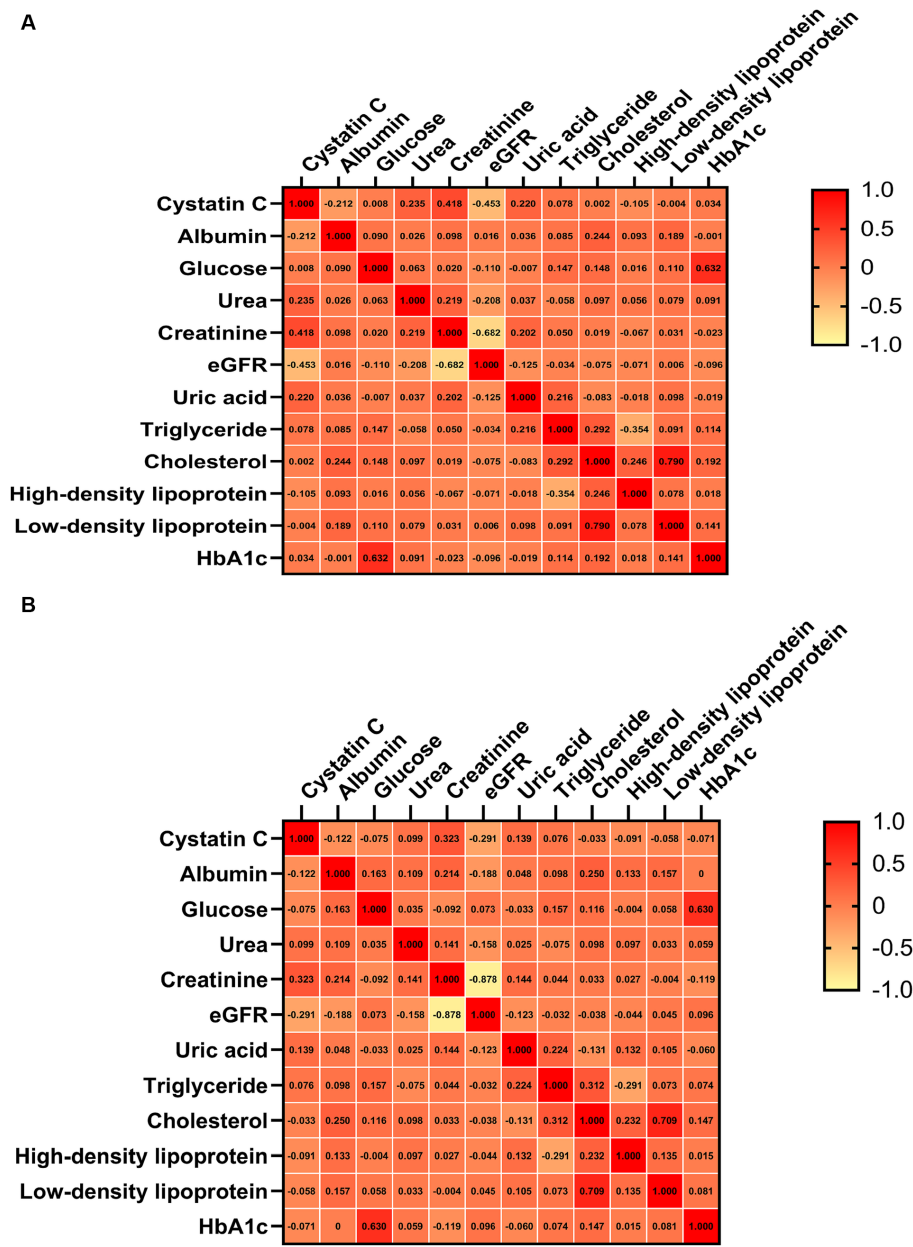 A
Cystatin C
Albumin
Glucose
Urea
Creatinine
eGFR
Uric acid
Triglyceride
Cholesterol
High-density lipoprotein
Low-density lipoprotein
HbA1c
Cystatin C 1.000 -0.212 0.008 0.235 0.418 -0.453 0.220 0.078 0.002 -0.105 -0.004 0.034
Albumin -0.212 1.000 0.090 0.026 0.098 0.016 0.036 0.085 0.244 0.093 0.189 -0.001
Glucose 0.008 0.090 1.000 0.063 0.020 -0.110 -0.007 0.147 0.148 0.016 0.110 0.632
Urea 0.235 0.026 0.063 1.000 0.219 -0.208 0.037 -0.058 0.097 0.056 0.079 0.091
Creatinine 0.418 0.098 0.020 0.219 1.000 -0.682 0.202 0.050 0.019 -0.067 0.031 -0.023
eGFR -0.453 0.016 -0.110 -0.208 -0.682 1.000 -0.125 -0.034 -0.075 -0.071 0.006 -0.096
Uric acid 0.220 0.036 -0.007 0.037 0.202 -0.125 1.000 0.216 -0.083 -0.018 0.098 -0.019
Triglyceride 0.078 0.085 0.147 -0.058 0.050 -0.034 0.216 1.000 0.292 -0.354 0.091 0.114
Cholesterol 0.002 0.244 0.148 0.097 0.019 -0.075 -0.083 0.292 1.000 0.246 0.790 0.192
High-density lipoprotein -0.105 0.093 0.016 0.056 -0.067 -0.071 -0.018 -0.354 0.246 1.000 0.078 0.018
Low-density lipoprotein -0.004 0.189 0.110 0.079 0.031 0.006 0.098 0.091 0.790 0.078 1.000 0.141
HbA1c 0.034 -0.001 0.632 0.091 -0.023 -0.096 -0.019 0.114 0.192 0.018 0.141 1.000
1.0
0.5
0
-0.5
-1.0
B
Cystatin C
Albumin
Glucose
Urea
Creatinine
eGFR
Uric acid
Triglyceride
Cholesterol
High-density lipoprotein
Low-density lipoprotein
HbA1c
Cystatin C 1.000 -0.122 -0.075 0.099 0.323 -0.291 0.139 0.076 -0.033 -0.091 -0.058 -0.071
Albumin -0.122 1.000 0.163 0.109 0.214 -0.188 0.048 0.098 0.250 0.133 0.157 0
Glucose -0.075 0.163 1.000 0.035 -0.092 0.073 -0.033 0.157 0.116 -0.004 0.058 0.630
Urea 0.099 0.109 0.035 1.000 0.141 -0.158 0.025 -0.075 0.098 0.097 0.033 0.059
Creatinine 0.323 0.214 -0.092 0.141 1.000 -0.878 0.144 0.044 0.033 0.027 -0.004 -0.119
eGFR -0.291 -0.188 0.073 -0.158 -0.878 1.000 -0.123 -0.032 -0.038 -0.044 0.045 0.096
Uric acid 0.139 0.048 -0.033 0.025 0.144 -0.123 1.000 0.224 -0.131 0.132 0.105 -0.060
Triglyceride 0.076 0.098 0.157 -0.075 0.044 -0.032 0.224 1.000 0.312 -0.291 0.073 0.074
Cholesterol -0.033 0.250 0.116 0.098 0.033 -0.038 -0.131 0.312 1.000 0.232 0.709 0.147
High-density lipoprotein -0.091 0.133 -0.004 0.097 0.027 -0.044 0.132 -0.291 0.232 1.000 0.135 0.015
Low-density lipoprotein -0.058 0.157 0.058 0.033 -0.004 0.045 0.105 0.073 0.709 0.135 1.000 0.081
HbA1c -0.071 0 0.630 0.059 -0.119 0.096 -0.060 0.074 0.147 0.015 0.081 1.000
1.0
0.5
0
-0.5
-1.0